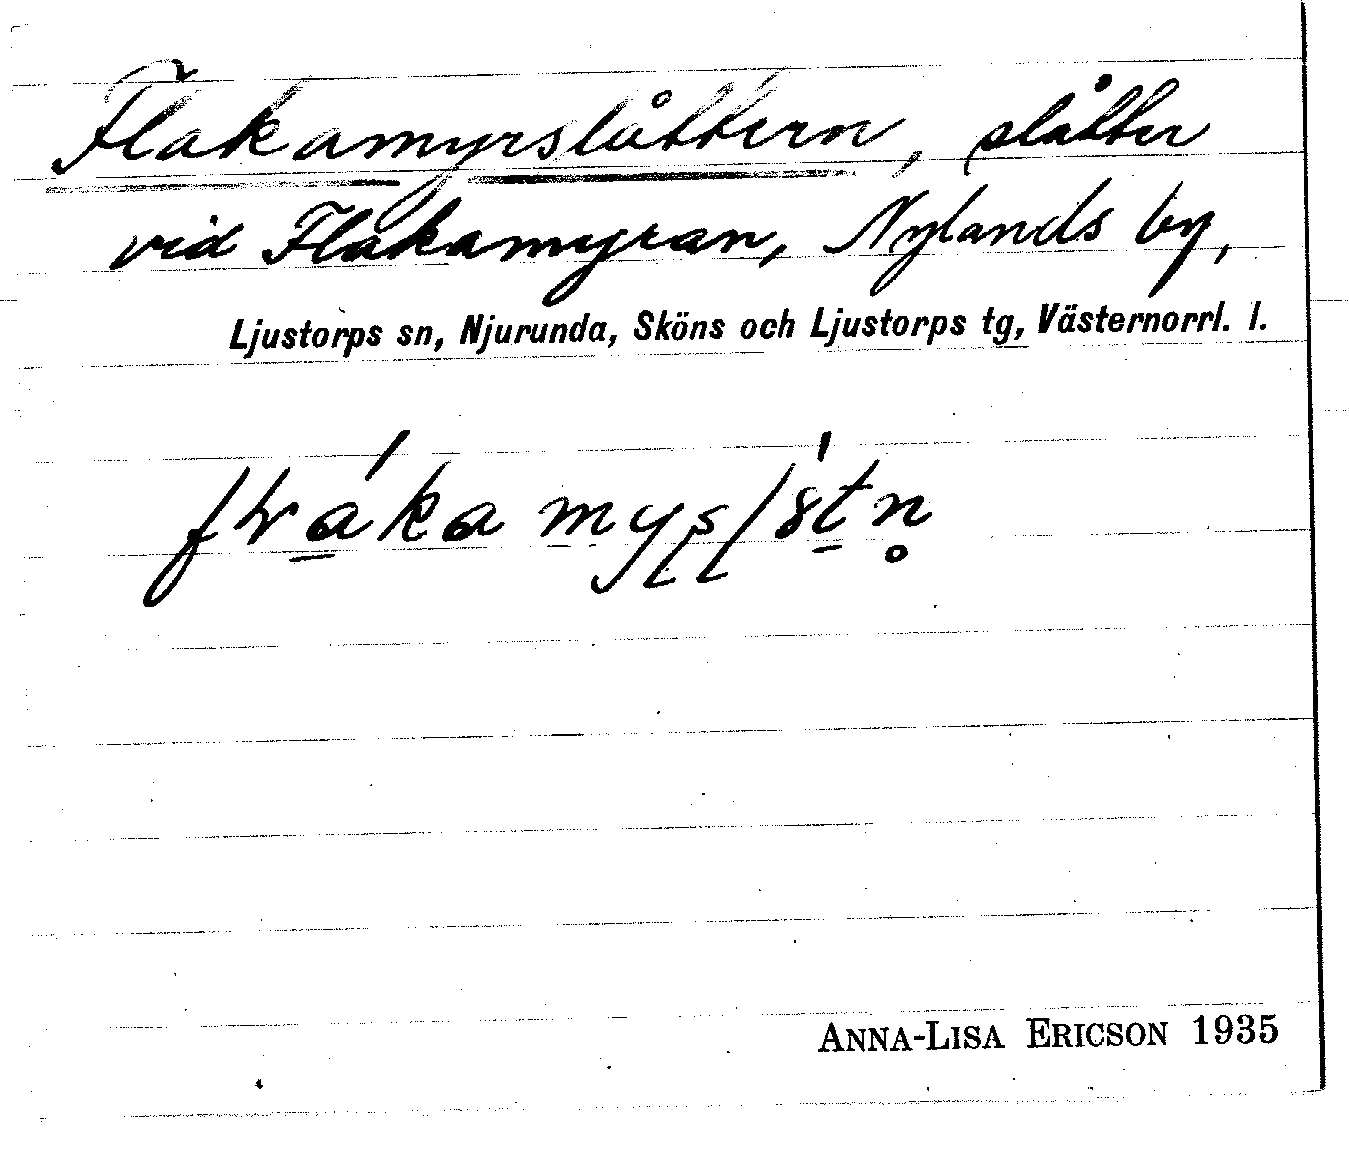 Flakamyrslåttern, slåtter
vid Flakamyran, Nylands by,
Ljustorps sn, Njurunda, Sköns och Ljustorps tg, Västernorrl. l.
ANNA-LISA ERICSON 1935